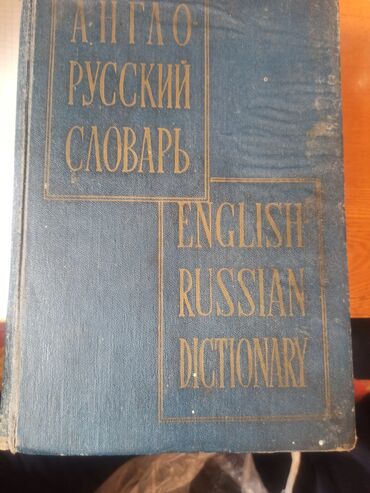 АНГЛО
РУССКИЙ
СЛОВАРЬ
ENGLISH
RUSSIAN
DICTIONARY